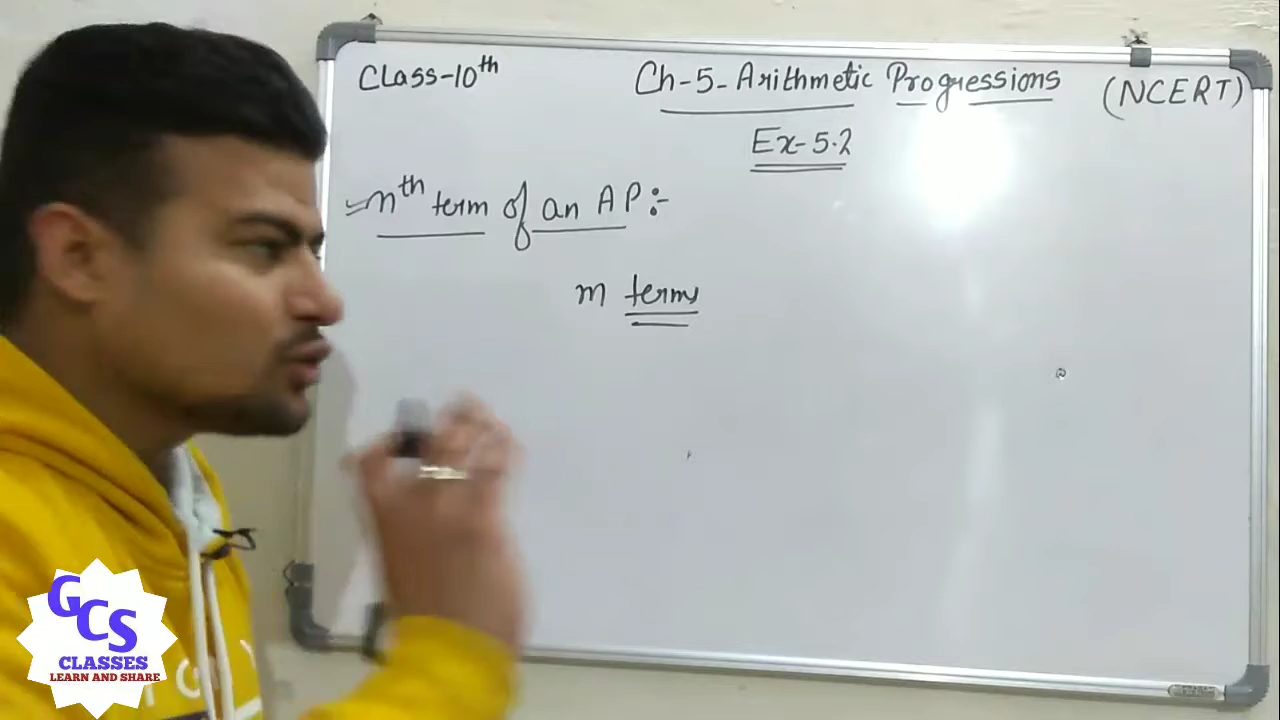 Class-10th
Ch-5-Arithmetic Progressions (NCERT)
Ex-5.2
nth term of an AP:-
m terms
GCS
CLASSES
LEARN AND SHARE